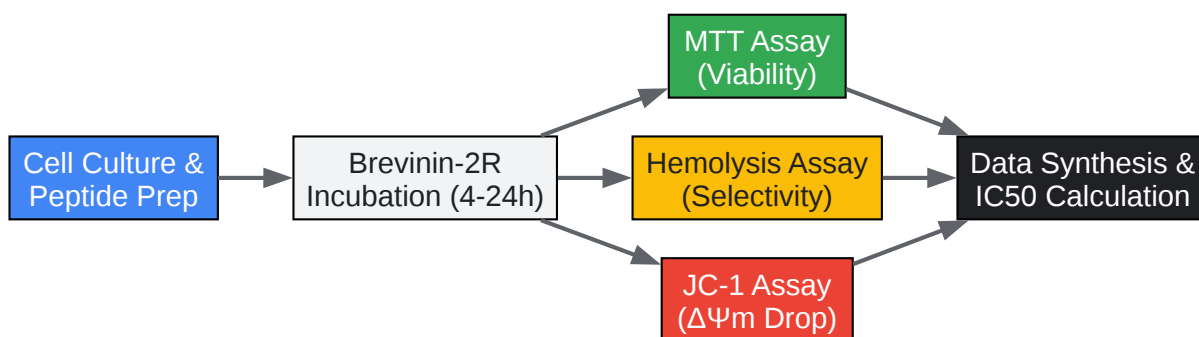 Cell Culture &
Peptide Prep
Brevinin-2R
Incubation (4-24h)
MTT Assay
(Viability)
Hemolysis Assay
(Selectivity)
JC-1 Assay
(ΔΨm Drop)
Data Synthesis &
IC50 Calculation